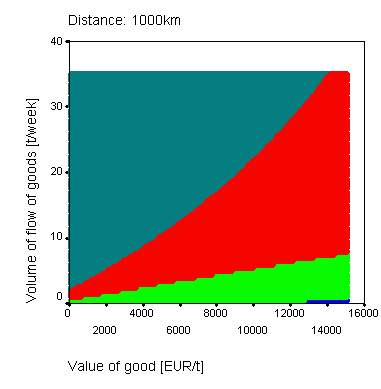 Distance: 1000km
Volume of flow of goods [t/week]
40
30
20
10
0
0 4000 8000 12000 16000
2000 6000 10000 14000
Value of good [EUR/t]